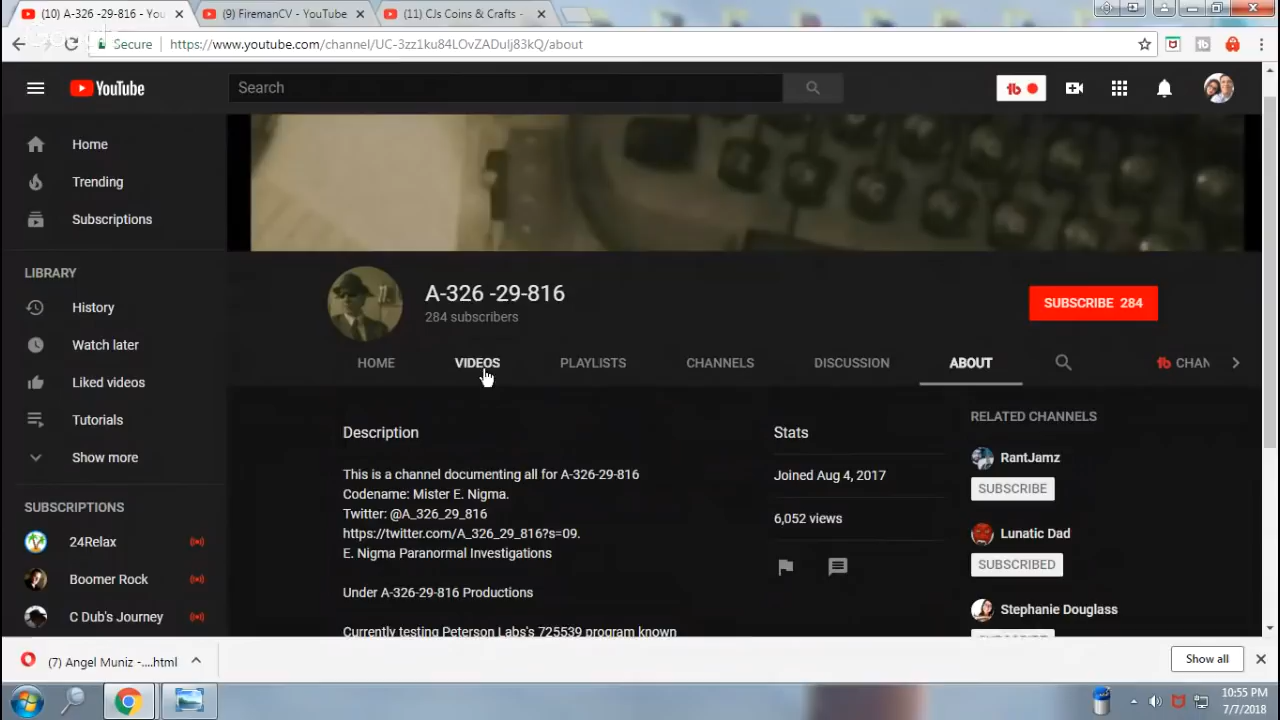 (10) A-326 -29-816 - You
(9) FiremanCV - YouTube
(11) CJs Coins & Crafts -
Secure
https://www.youtube.com/channel/UC-3zz1ku84LOvZADuIj83kQ/about
YouTube
Search
Home
Trending
Subscriptions
LIBRARY
History
Watch later
Liked videos
Tutorials
Show more
SUBSCRIPTIONS
24Relax
Boomer Rock
C Dub's Journey
A-326 -29-816
284 subscribers
SUBSCRIBE 284
HOME
VIDEOS
PLAYLISTS
CHANNELS
DISCUSSION
ABOUT
CHAN
Description
This is a channel documenting all for A-326-29-816
Codename: Mister E. Nigma.
Twitter: @A_326_29_816
https://twitter.com/A_326_29_816?s=09.
E. Nigma Paranormal Investigations
Under A-326-29-816 Productions
Currently testing Peterson Labs's 725539 program known
Stats
Joined Aug 4, 2017
6,052 views
RELATED CHANNELS
RantJamz
SUBSCRIBE
Lunatic Dad
SUBSCRIBED
Stephanie Douglass
(7) Angel Muniz -....html
Show all
10:55 PM
7/7/2018